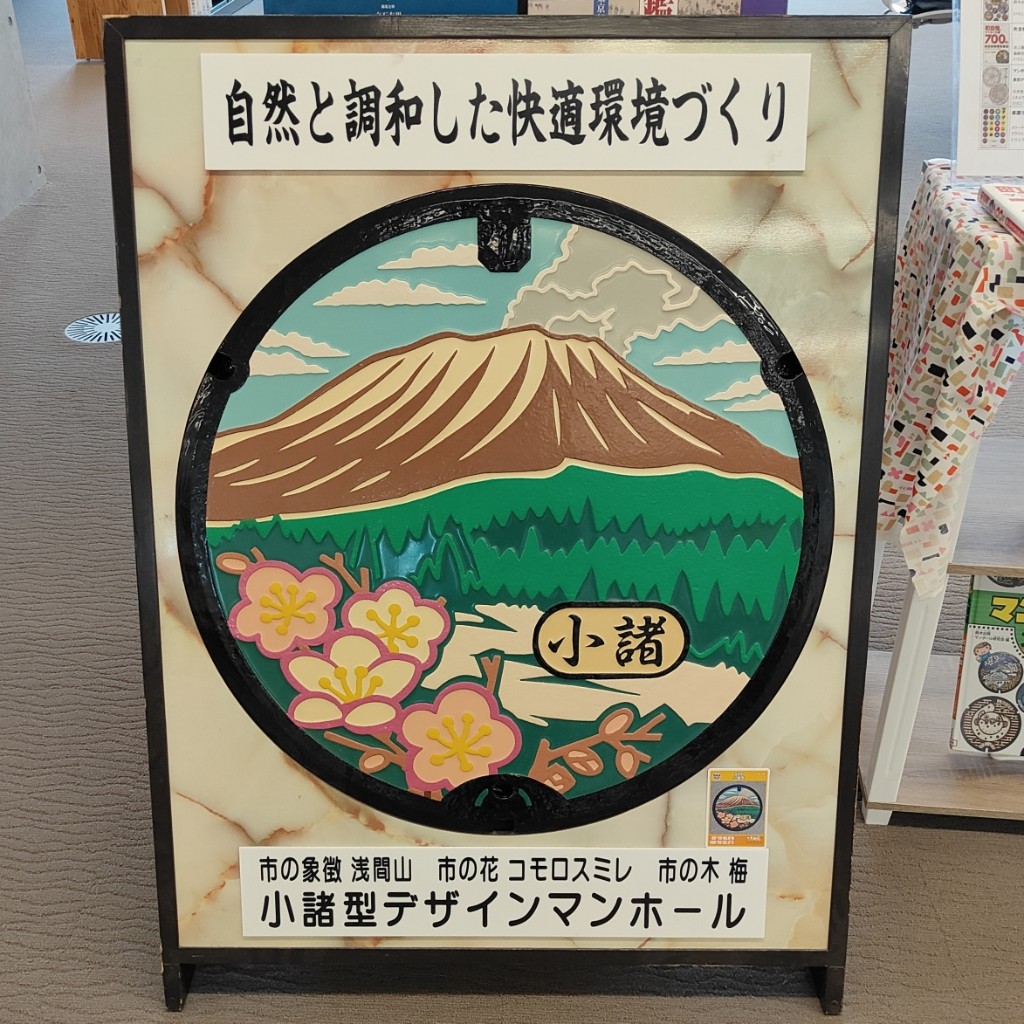 自然と調和した快適環境づくり
小諸
市の象徴 浅間山 市の花 コモロスミレ 市の木 梅
小諸型デザインマンホール
700